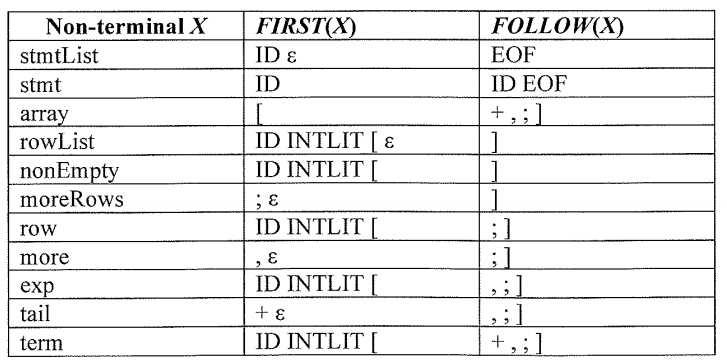 Non-terminal X FIRST(X) FOLLOW(X)
stmtList ID ε EOF
stmt ID ID EOF
array [ + , ; ]
rowList ID INTLIT [ ε ]
nonEmpty ID INTLIT [ ]
moreRows ; ε ]
row ID INTLIT [ ; ]
more , ε ; ]
exp ID INTLIT [ , ; ]
tail + ε , ; ]
term ID INTLIT [ + , ; ]